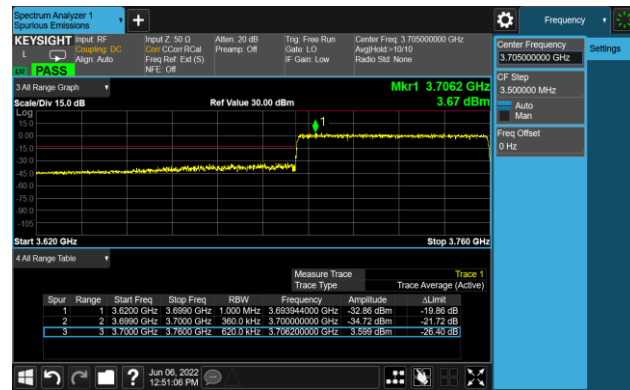 Spectrum Analyzer 1
Spurious Emissions
Frequency
KEYSIGHT Input: RF Input Z: 50 Ω Atten: 20 dB Trig: Free Run Center Freq: 3.705000000 GHz
Coupling: DC Corr CCorr RCal Preamp: Off Gate: LO Avg|Hold:>10/10
L Align: Auto Freq Ref: Ext (S) IF Gain: Low Radio Std: None
NFE: Off
PASS
Center Frequency
3.705000000 GHz
Settings
CF Step
3.500000 MHz
Auto
Man
Freq Offset
0 Hz
3 All Range Graph
Mkr1 3.7062 GHz
Scale/Div 15.0 dB Ref Value 30.00 dBm 3.67 dBm
Log
15.0
0.00
-15.0
-30.0
-45.0
-60.0
-75.0
-90.0
-105
1
Start 3.620 GHz Stop 3.760 GHz
4 All Range Table
Measure Trace Trace 1
Trace Type Trace Average (Active)
Spur Range Start Freq Stop Freq RBW Frequency Amplitude ΔLimit
1 1 3.6200 GHz 3.6990 GHz 1.000 MHz 3.693944000 GHz -32.86 dBm -19.86 dB
2 2 3.6990 GHz 3.7000 GHz 360.0 kHz 3.700000000 GHz -34.72 dBm -21.72 dB
3 3 3.7000 GHz 3.7600 GHz 620.0 kHz 3.706200000 GHz 3.599 dBm -26.40 dB
Jun 06, 2022
12:51:06 PM